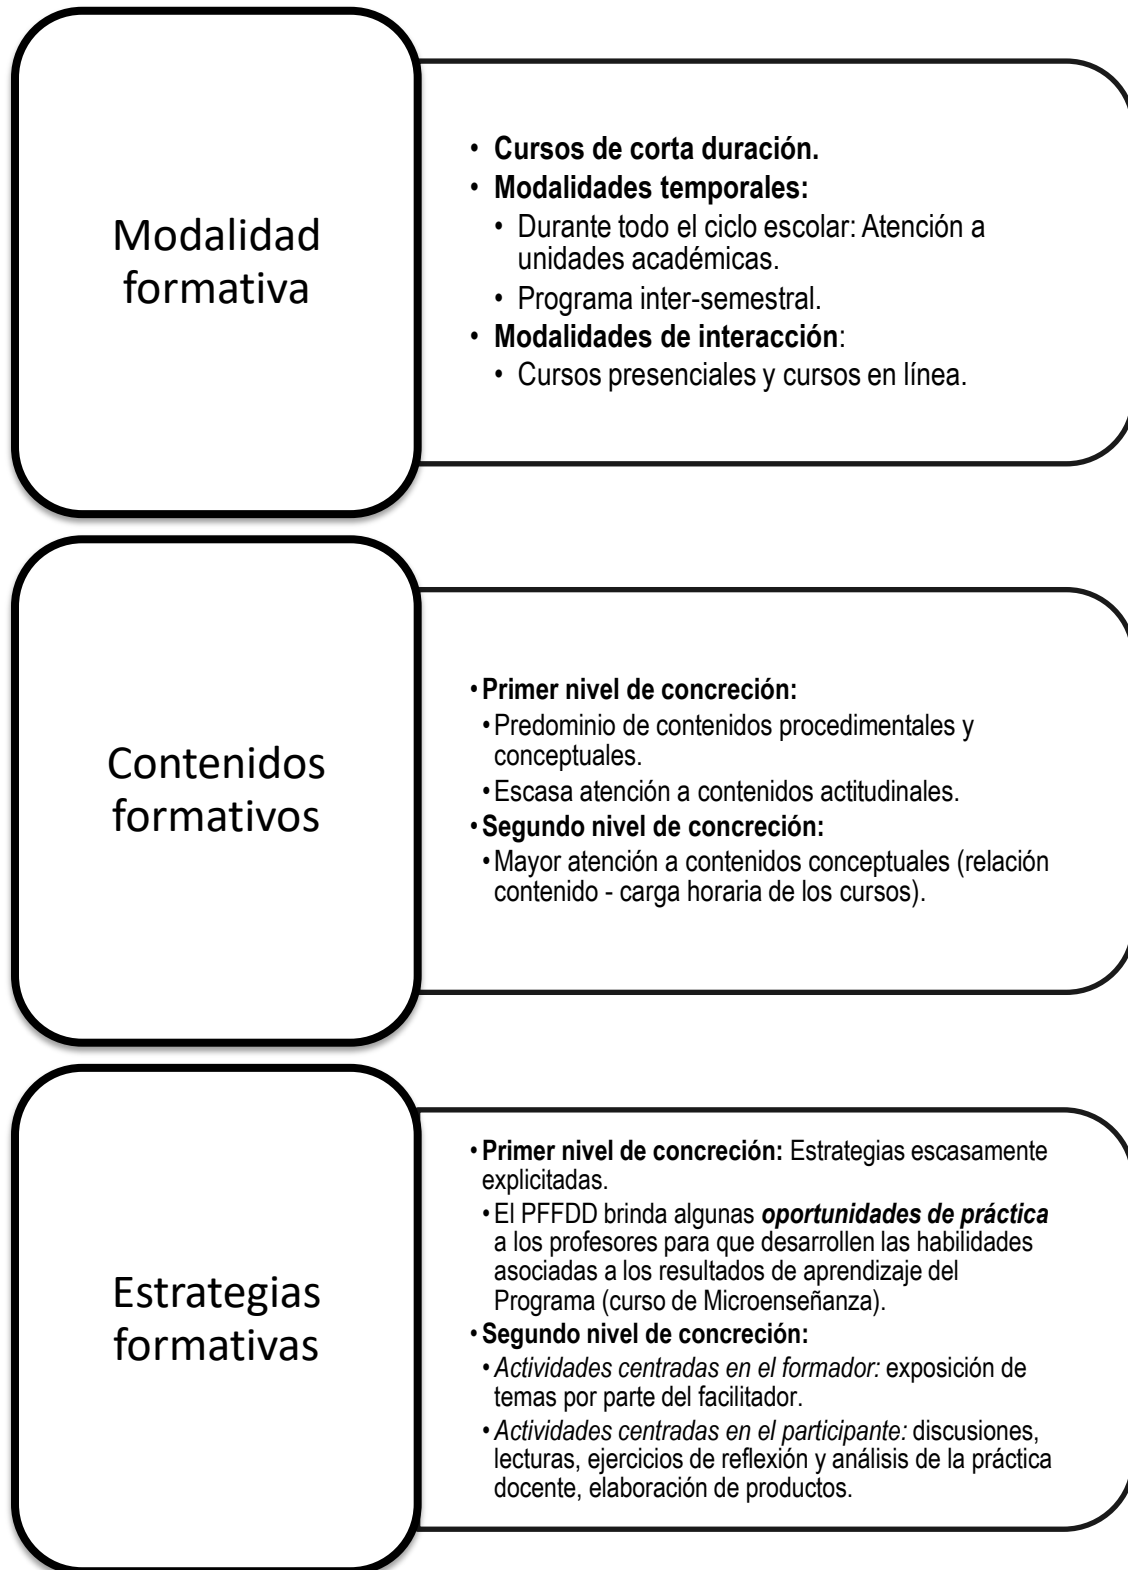 Modalidad
formativa
• Cursos de corta duración.
• Modalidades temporales:
• Durante todo el ciclo escolar: Atención a
unidades académicas.
• Programa inter-semestral.
• Modalidades de interacción:
• Cursos presenciales y cursos en línea.
Contenidos
formativos
• Primer nivel de concreción:
• Predominio de contenidos procedimentales y
conceptuales.
• Escasa atención a contenidos actitudinales.
• Segundo nivel de concreción:
• Mayor atención a contenidos conceptuales (relación
contenido - carga horaria de los cursos).
Estrategias
formativas
• Primer nivel de concreción: Estrategias escasamente
explicitadas.
• El PFFDD brinda algunas oportunidades de práctica
a los profesores para que desarrollen las habilidades
asociadas a los resultados de aprendizaje del
Programa (curso de Microenseñanza).
• Segundo nivel de concreción:
• Actividades centradas en el formador: exposición de
temas por parte del facilitador.
• Actividades centradas en el participante: discusiones,
lecturas, ejercicios de reflexión y análisis de la práctica
docente, elaboración de productos.